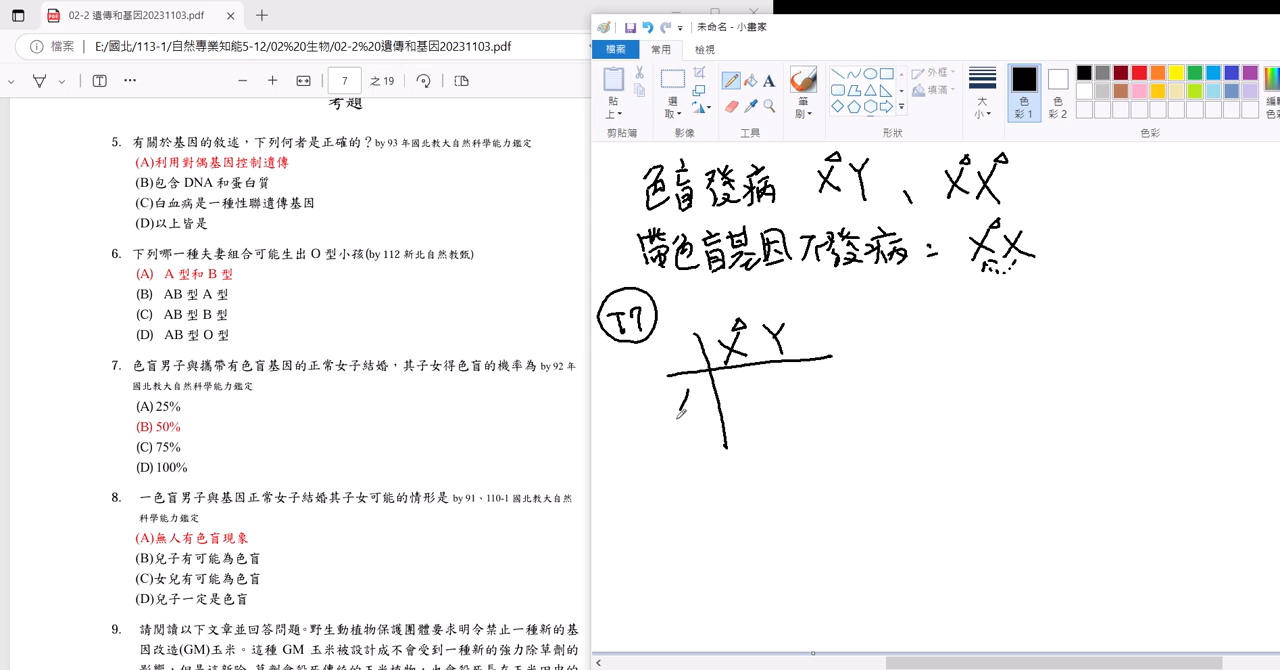 02-2 遺傳和基因20231103.pdf
檔案 E:/國北/113-1/自然專業知能5-12/02%20生物/02-2%20遺傳和基因20231103.pdf
7 之 19
考題
5. 有關於基因的敘述，下列何者是正確的？by 93 年國北教大自然科學能力鑑定
(A)利用對偶基因控制遺傳
(B)包含 DNA 和蛋白質
(C)白血病是一種性聯遺傳基因
(D)以上皆是
6. 下列哪一種夫妻組合可能生出 O 型小孩(by 112 新北自然教甄)
(A) A 型和 B 型
(B) AB 型 A 型
(C) AB 型 B 型
(D) AB 型 O 型
7. 色盲男子與攜帶有色盲基因的正常女子結婚，其子女得色盲的機率為 by 92 年
國北教大自然科學能力鑑定
(A) 25%
(B) 50%
(C) 75%
(D) 100%
8. 一色盲男子與基因正常女子結婚其子女可能的情形是 by 91、110-1 國北教大自然
科學能力鑑定
(A)無人有色盲現象
(B)兒子有可能為色盲
(C)女兒有可能為色盲
(D)兒子一定是色盲
9. 請閱讀以下文章並回答問題。野生動植物保護團體要求明令禁止一種新的基
因改造(GM)玉米。這種 GM 玉米被設計成不會受到一種新的強力除草劑的
未命名 - 小畫家
檔案 常用 檢視
貼上
選取
筆刷
外框
填滿
大小
色彩 1
色彩 2
剪貼簿 影像 工具 形狀 色彩
色盲發病 XY、XX
帶色盲基因不發病 = XX
T7
X Y